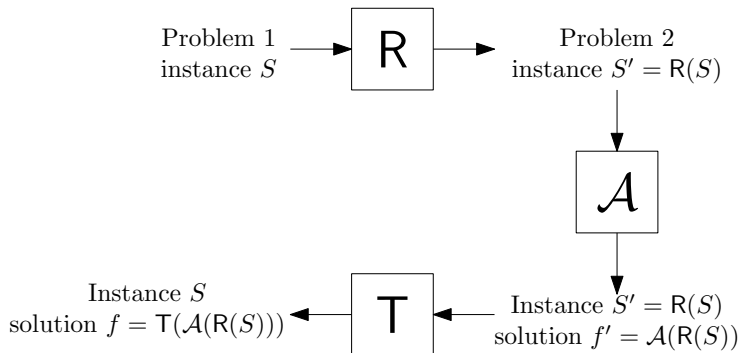 Problem 1
instance S
R
Problem 2
instance S′ = R(S)
A
Instance S
solution f = T(A(R(S)))
T
Instance S′ = R(S)
solution f′ = A(R(S))